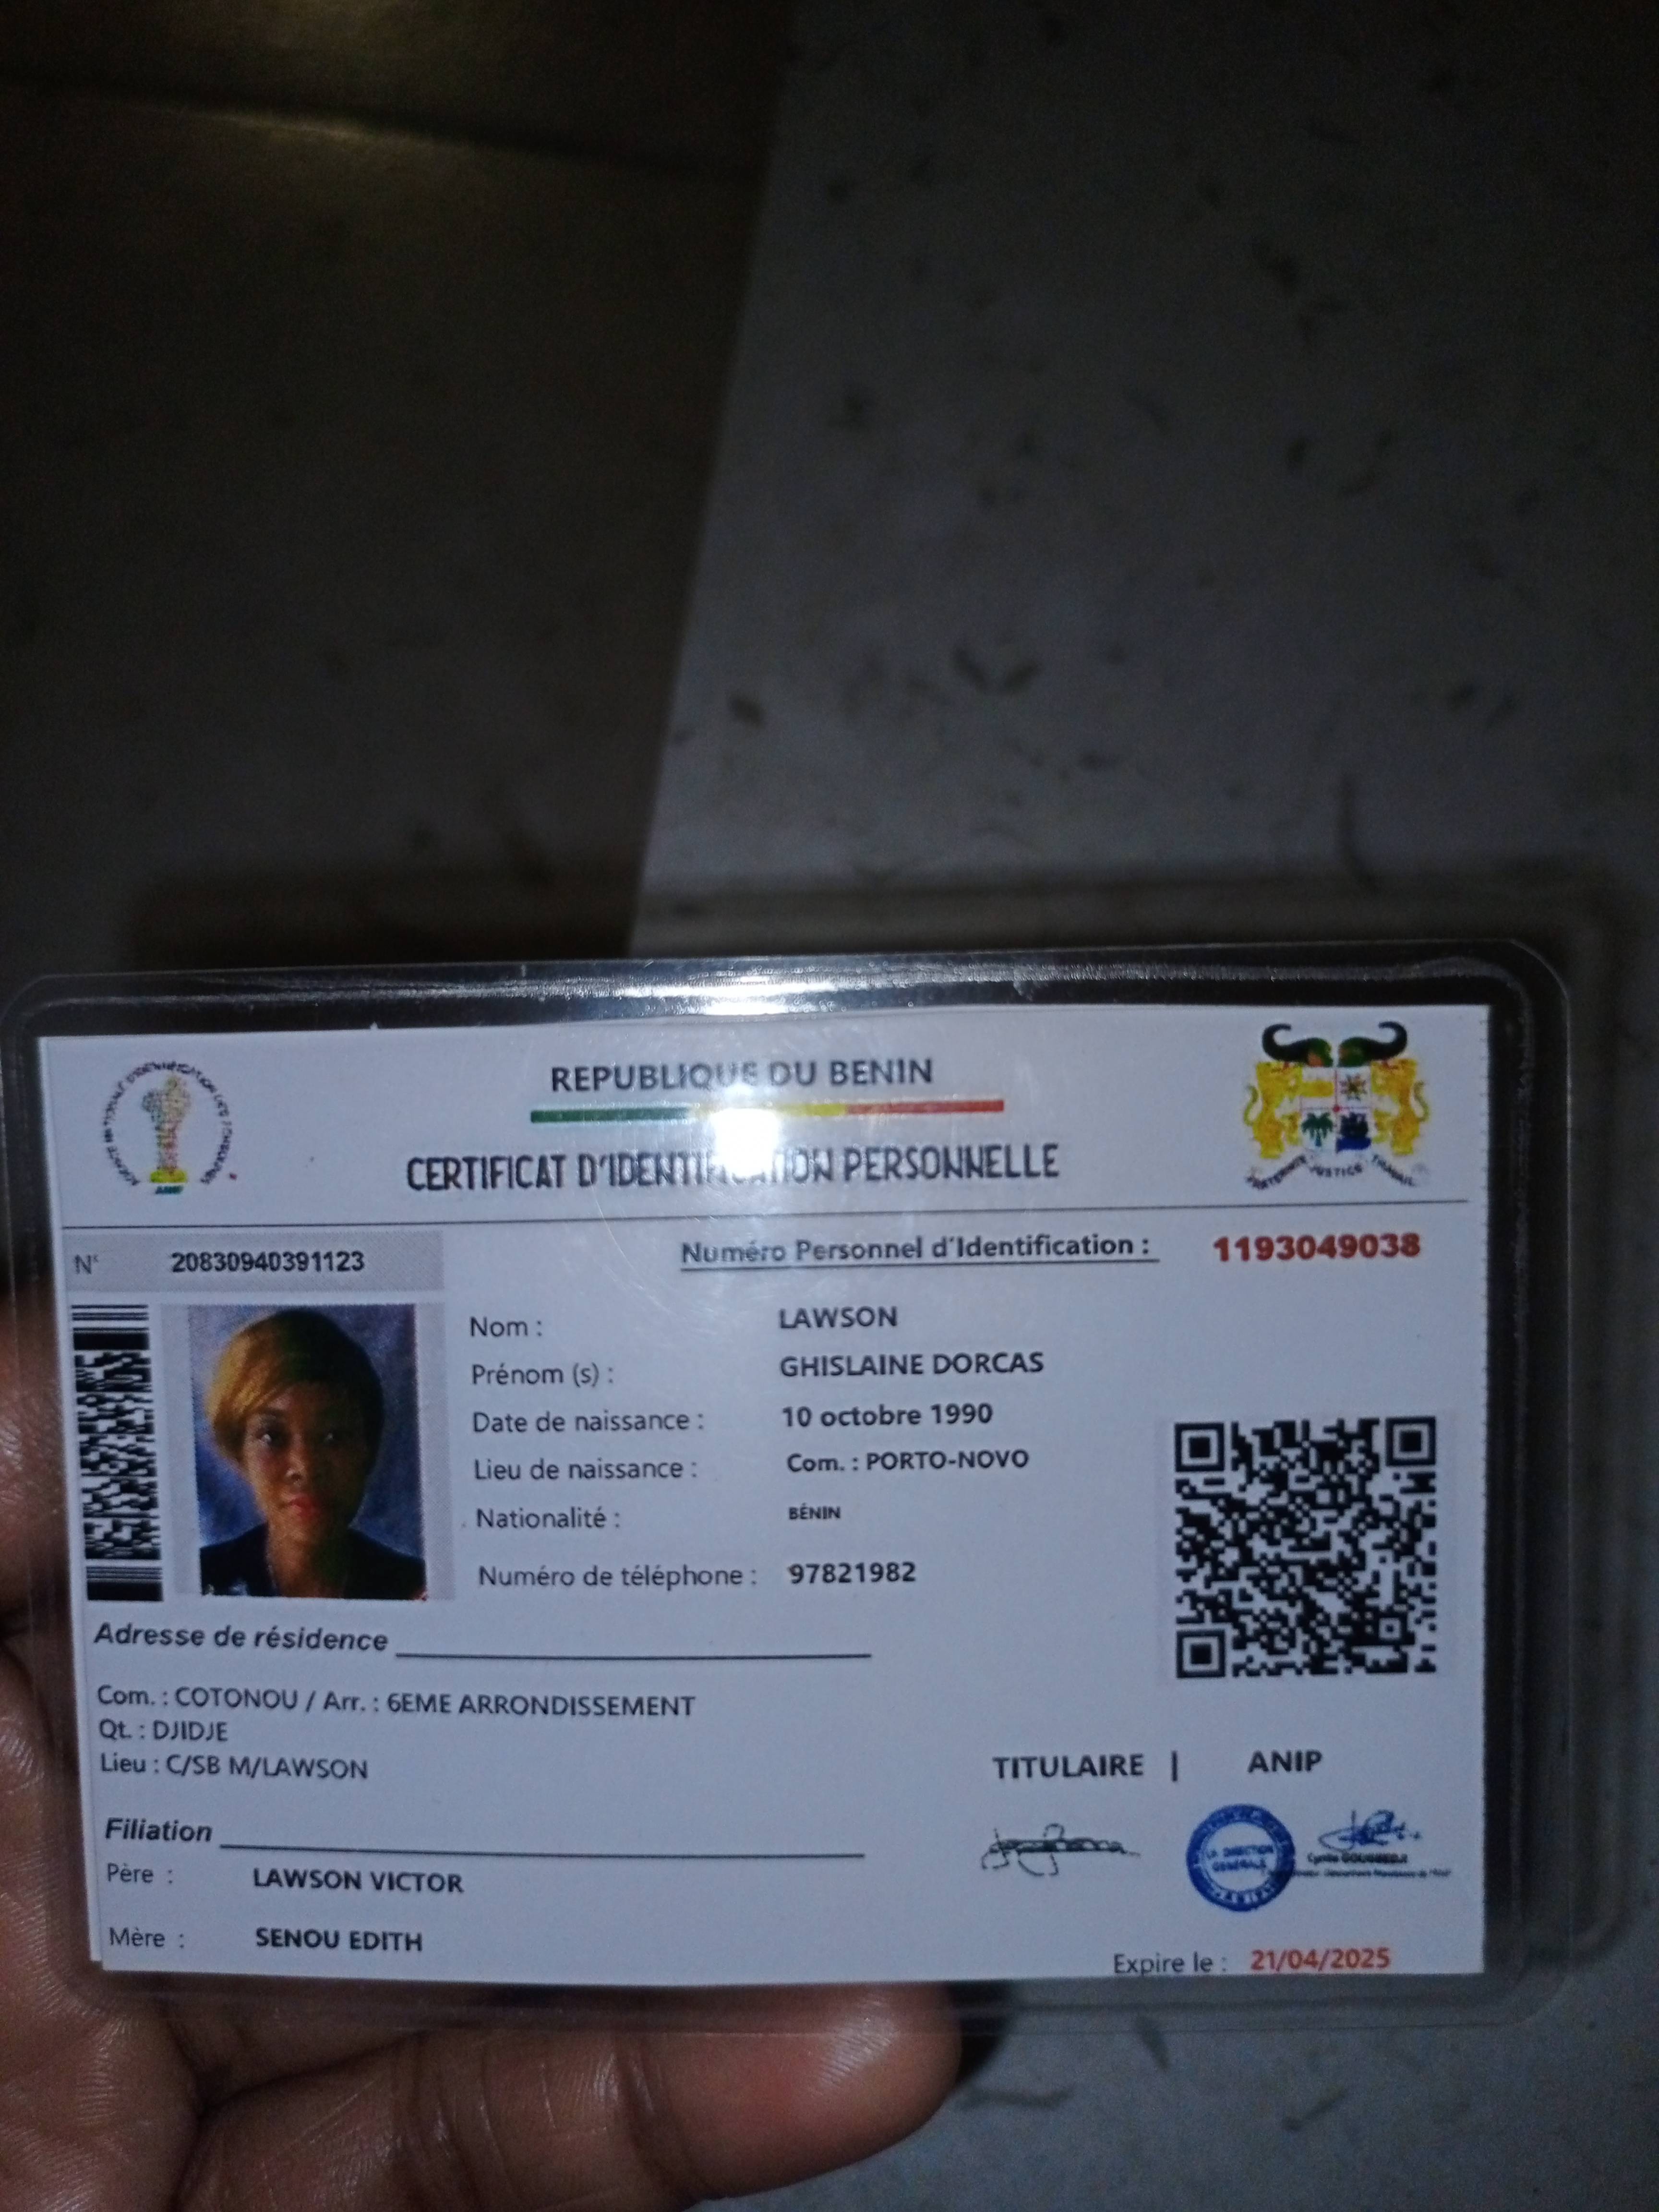 REPUBLIQUE DU BENIN
CERTIFICAT D'IDENTIFICATION PERSONNELLE
ANIP
FRATERNITE JUSTICE TRAVAIL
N° 20830940391123
Numéro Personnel d'Identification : 1193049038
Nom : LAWSON
Prénom (s) : GHISLAINE DORCAS
Date de naissance : 10 octobre 1990
Lieu de naissance : Com. : PORTO-NOVO
Nationalité : BÉNIN
Numéro de téléphone : 97821982
Adresse de résidence
Com. : COTONOU / Arr. : 6EME ARRONDISSEMENT
Qt. : DJIDJE
Lieu : C/SB M/LAWSON
TITULAIRE | ANIP
LA DIRECTION
GENERALE
Filiation
Père : LAWSON VICTOR
Mère : SENOU EDITH
Expire le : 21/04/2025